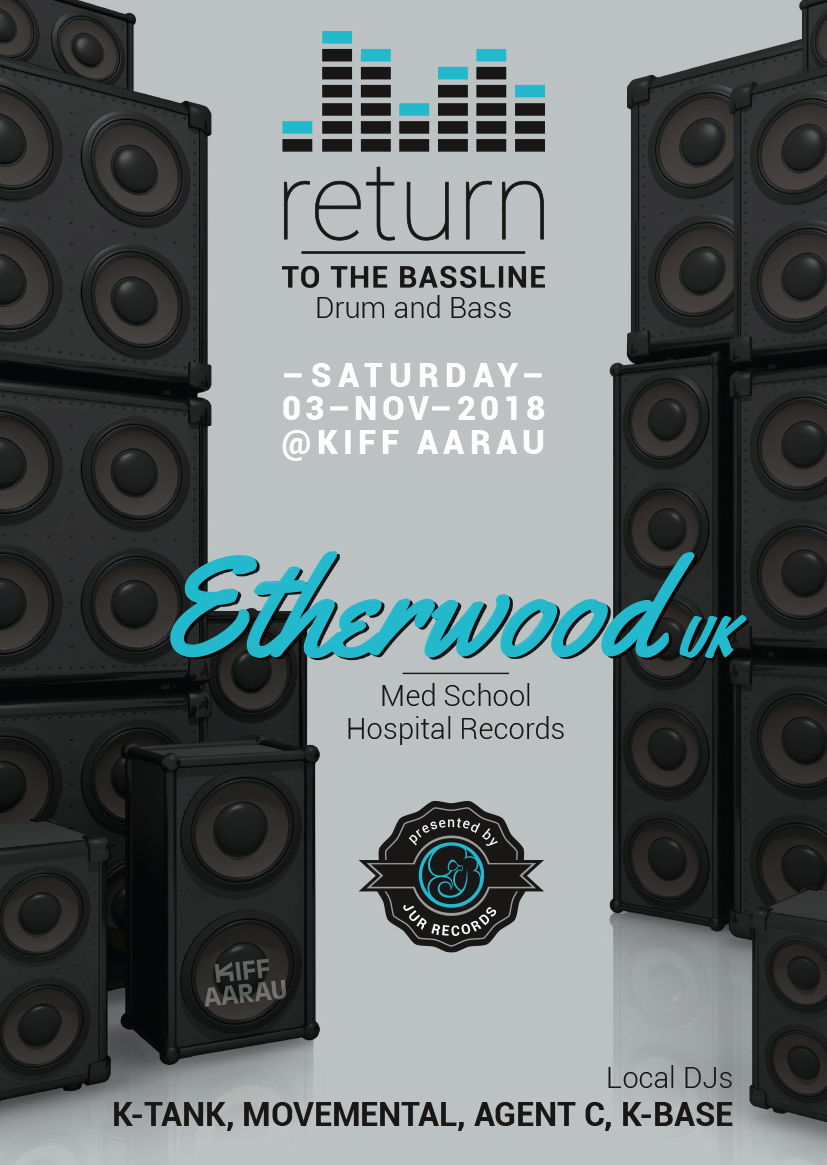 return
TO THE BASSLINE
Drum and Bass
–SATURDAY–
03–NOV–2018
@KIFF AARAU
Etherwood UK
Med School
Hospital Records
presented by
JUR RECORDS
KIFF
AARAU
Local DJs
K-TANK, MOVEMENTAL, AGENT C, K-BASE